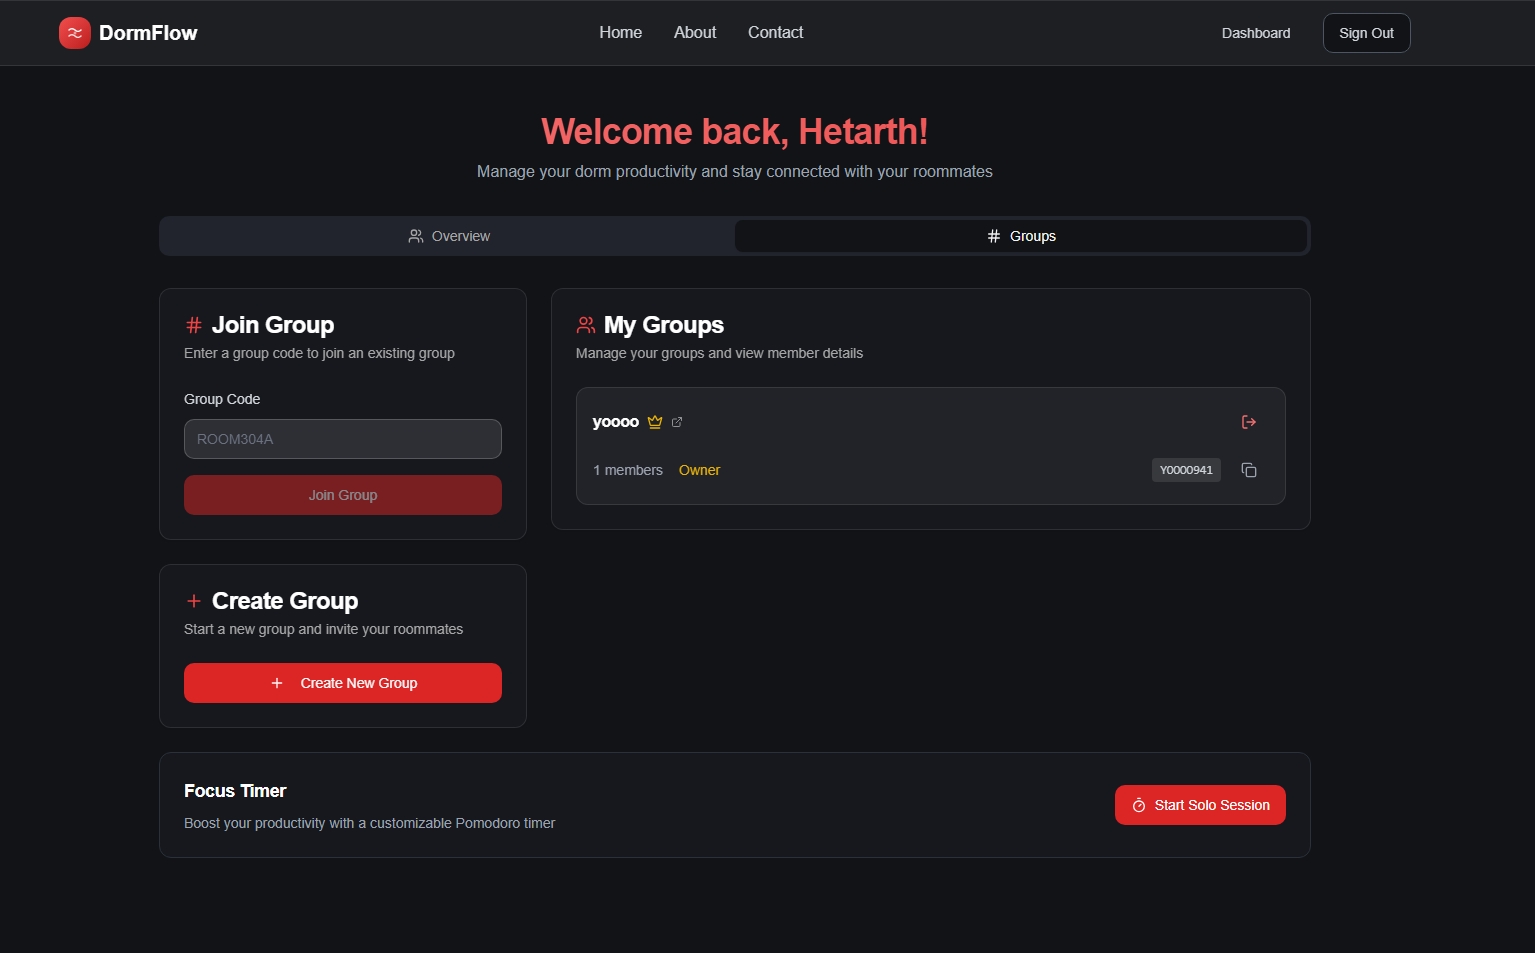 DormFlow
Home
About
Contact
Dashboard
Sign Out
Welcome back, Hetarth!
Manage your dorm productivity and stay connected with your roommates
Overview
# Groups
# Join Group
Enter a group code to join an existing group
Group Code
ROOM304A
Join Group
My Groups
Manage your groups and view member details
yoooo
1 members Owner
YOOOO941
+ Create Group
Start a new group and invite your roommates
+ Create New Group
Focus Timer
Boost your productivity with a customizable Pomodoro timer
Start Solo Session